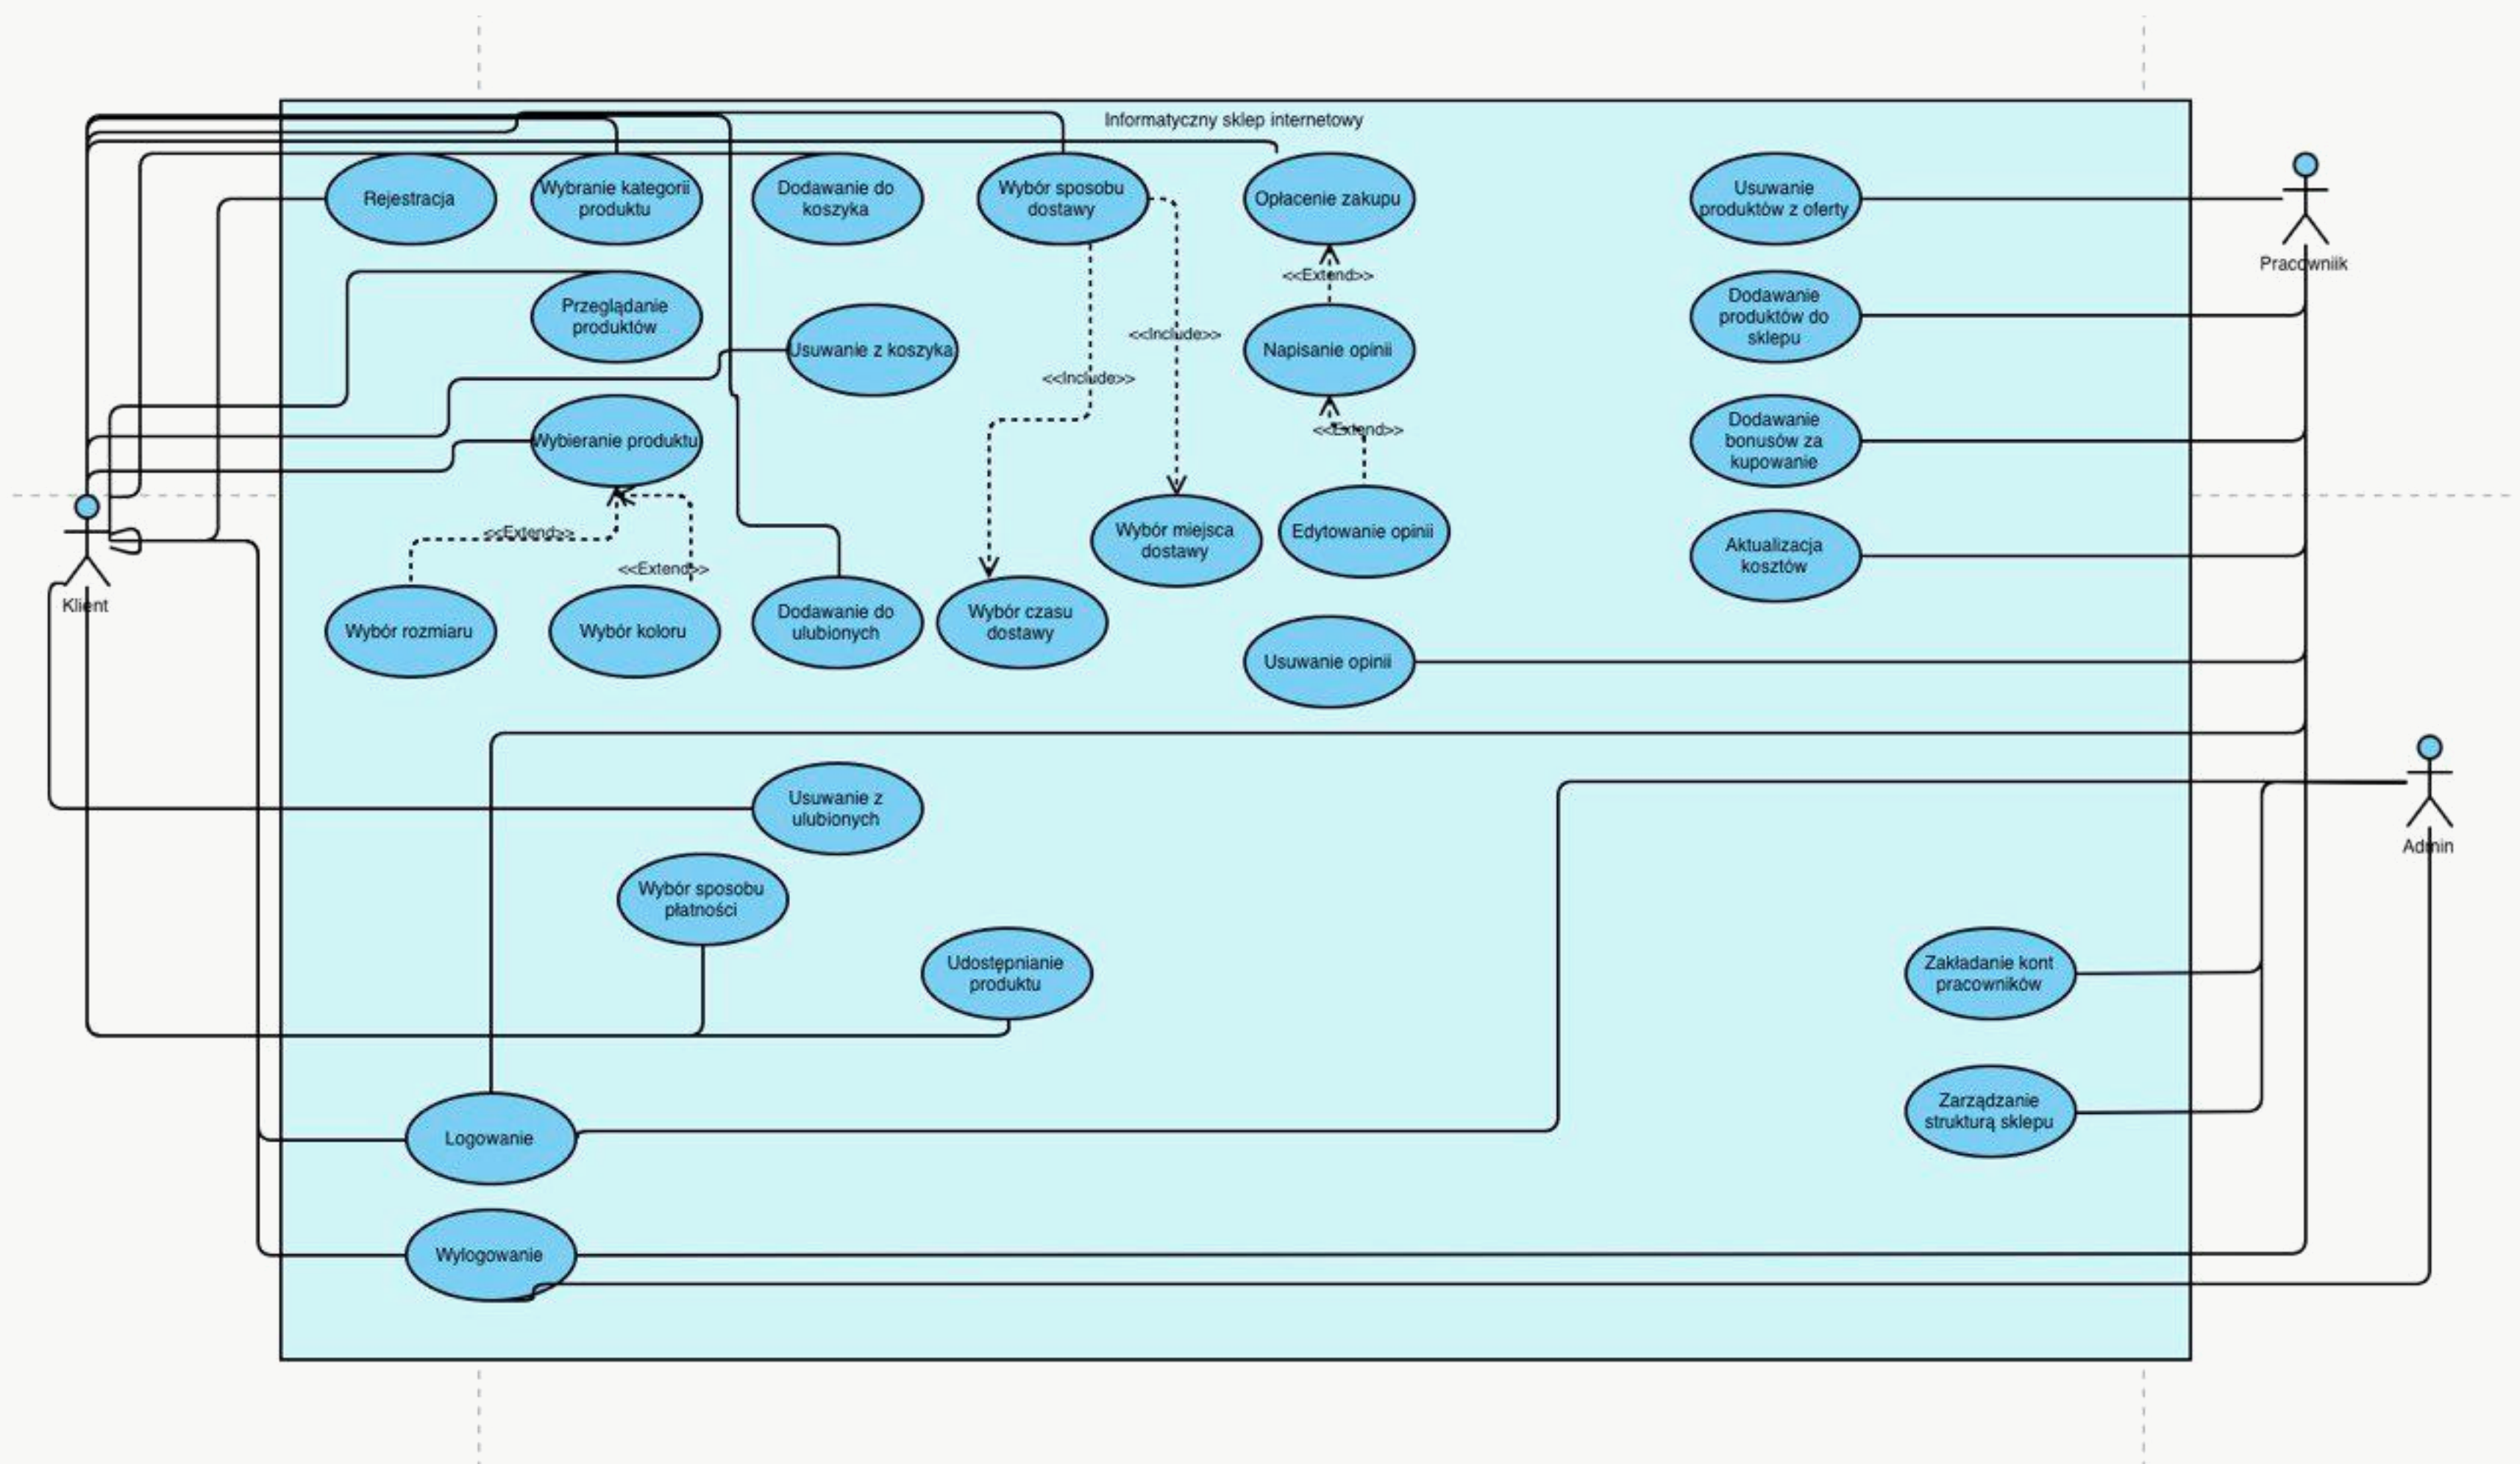 Informatyczny sklep internetowy
Rejestracja
Wybranie kategorii
produktu
Dodawanie do
koszyka
Wybór sposobu
dostawy
Opłacenie zakupu
Usuwanie
produktów z oferty
Pracowniik
<<Extend>>
Przeglądanie
produktów
Usuwanie z koszyka
<<Include>>
<<Include>>
Napisanie opinii
Dodawanie
produktów do
sklepu
Wybieranie produktu
<<Extend>>
Dodawanie
bonusów za
kupowanie
<<Extend>>
<<Extend>>
Wybór miejsca
dostawy
Edytowanie opinii
Aktualizacja
kosztów
Klient
Wybór rozmiaru
Wybór koloru
Dodawanie do
ulubionych
Wybór czasu
dostawy
Usuwanie opinii
Usuwanie z
ulubionych
Admin
Wybór sposobu
płatności
Udostępnianie
produktu
Zakładanie kont
pracowników
Logowanie
Zarządzanie
strukturą sklepu
Wylogowanie